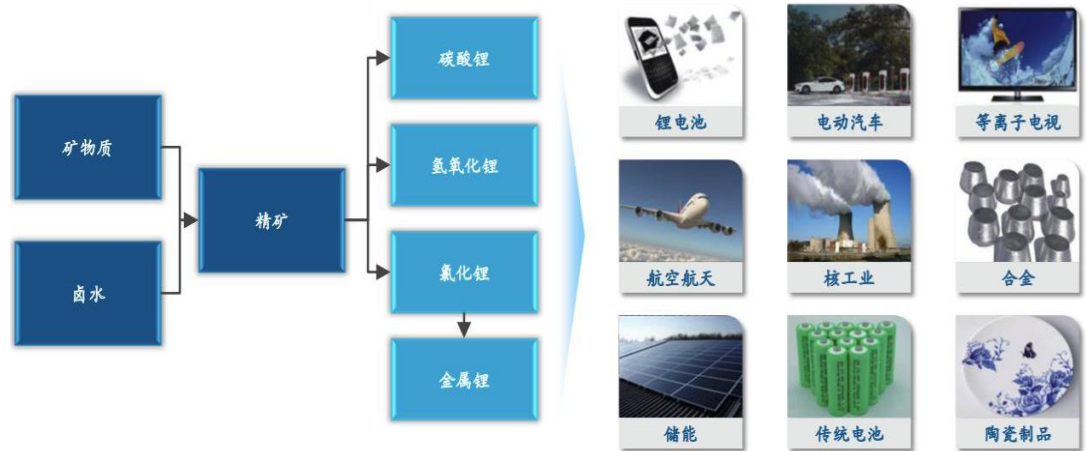 矿物质
卤水
精矿
碳酸锂
氢氧化锂
氯化锂
金属锂
锂电池
电动汽车
等离子电视
航空航天
核工业
合金
储能
传统电池
陶瓷制品